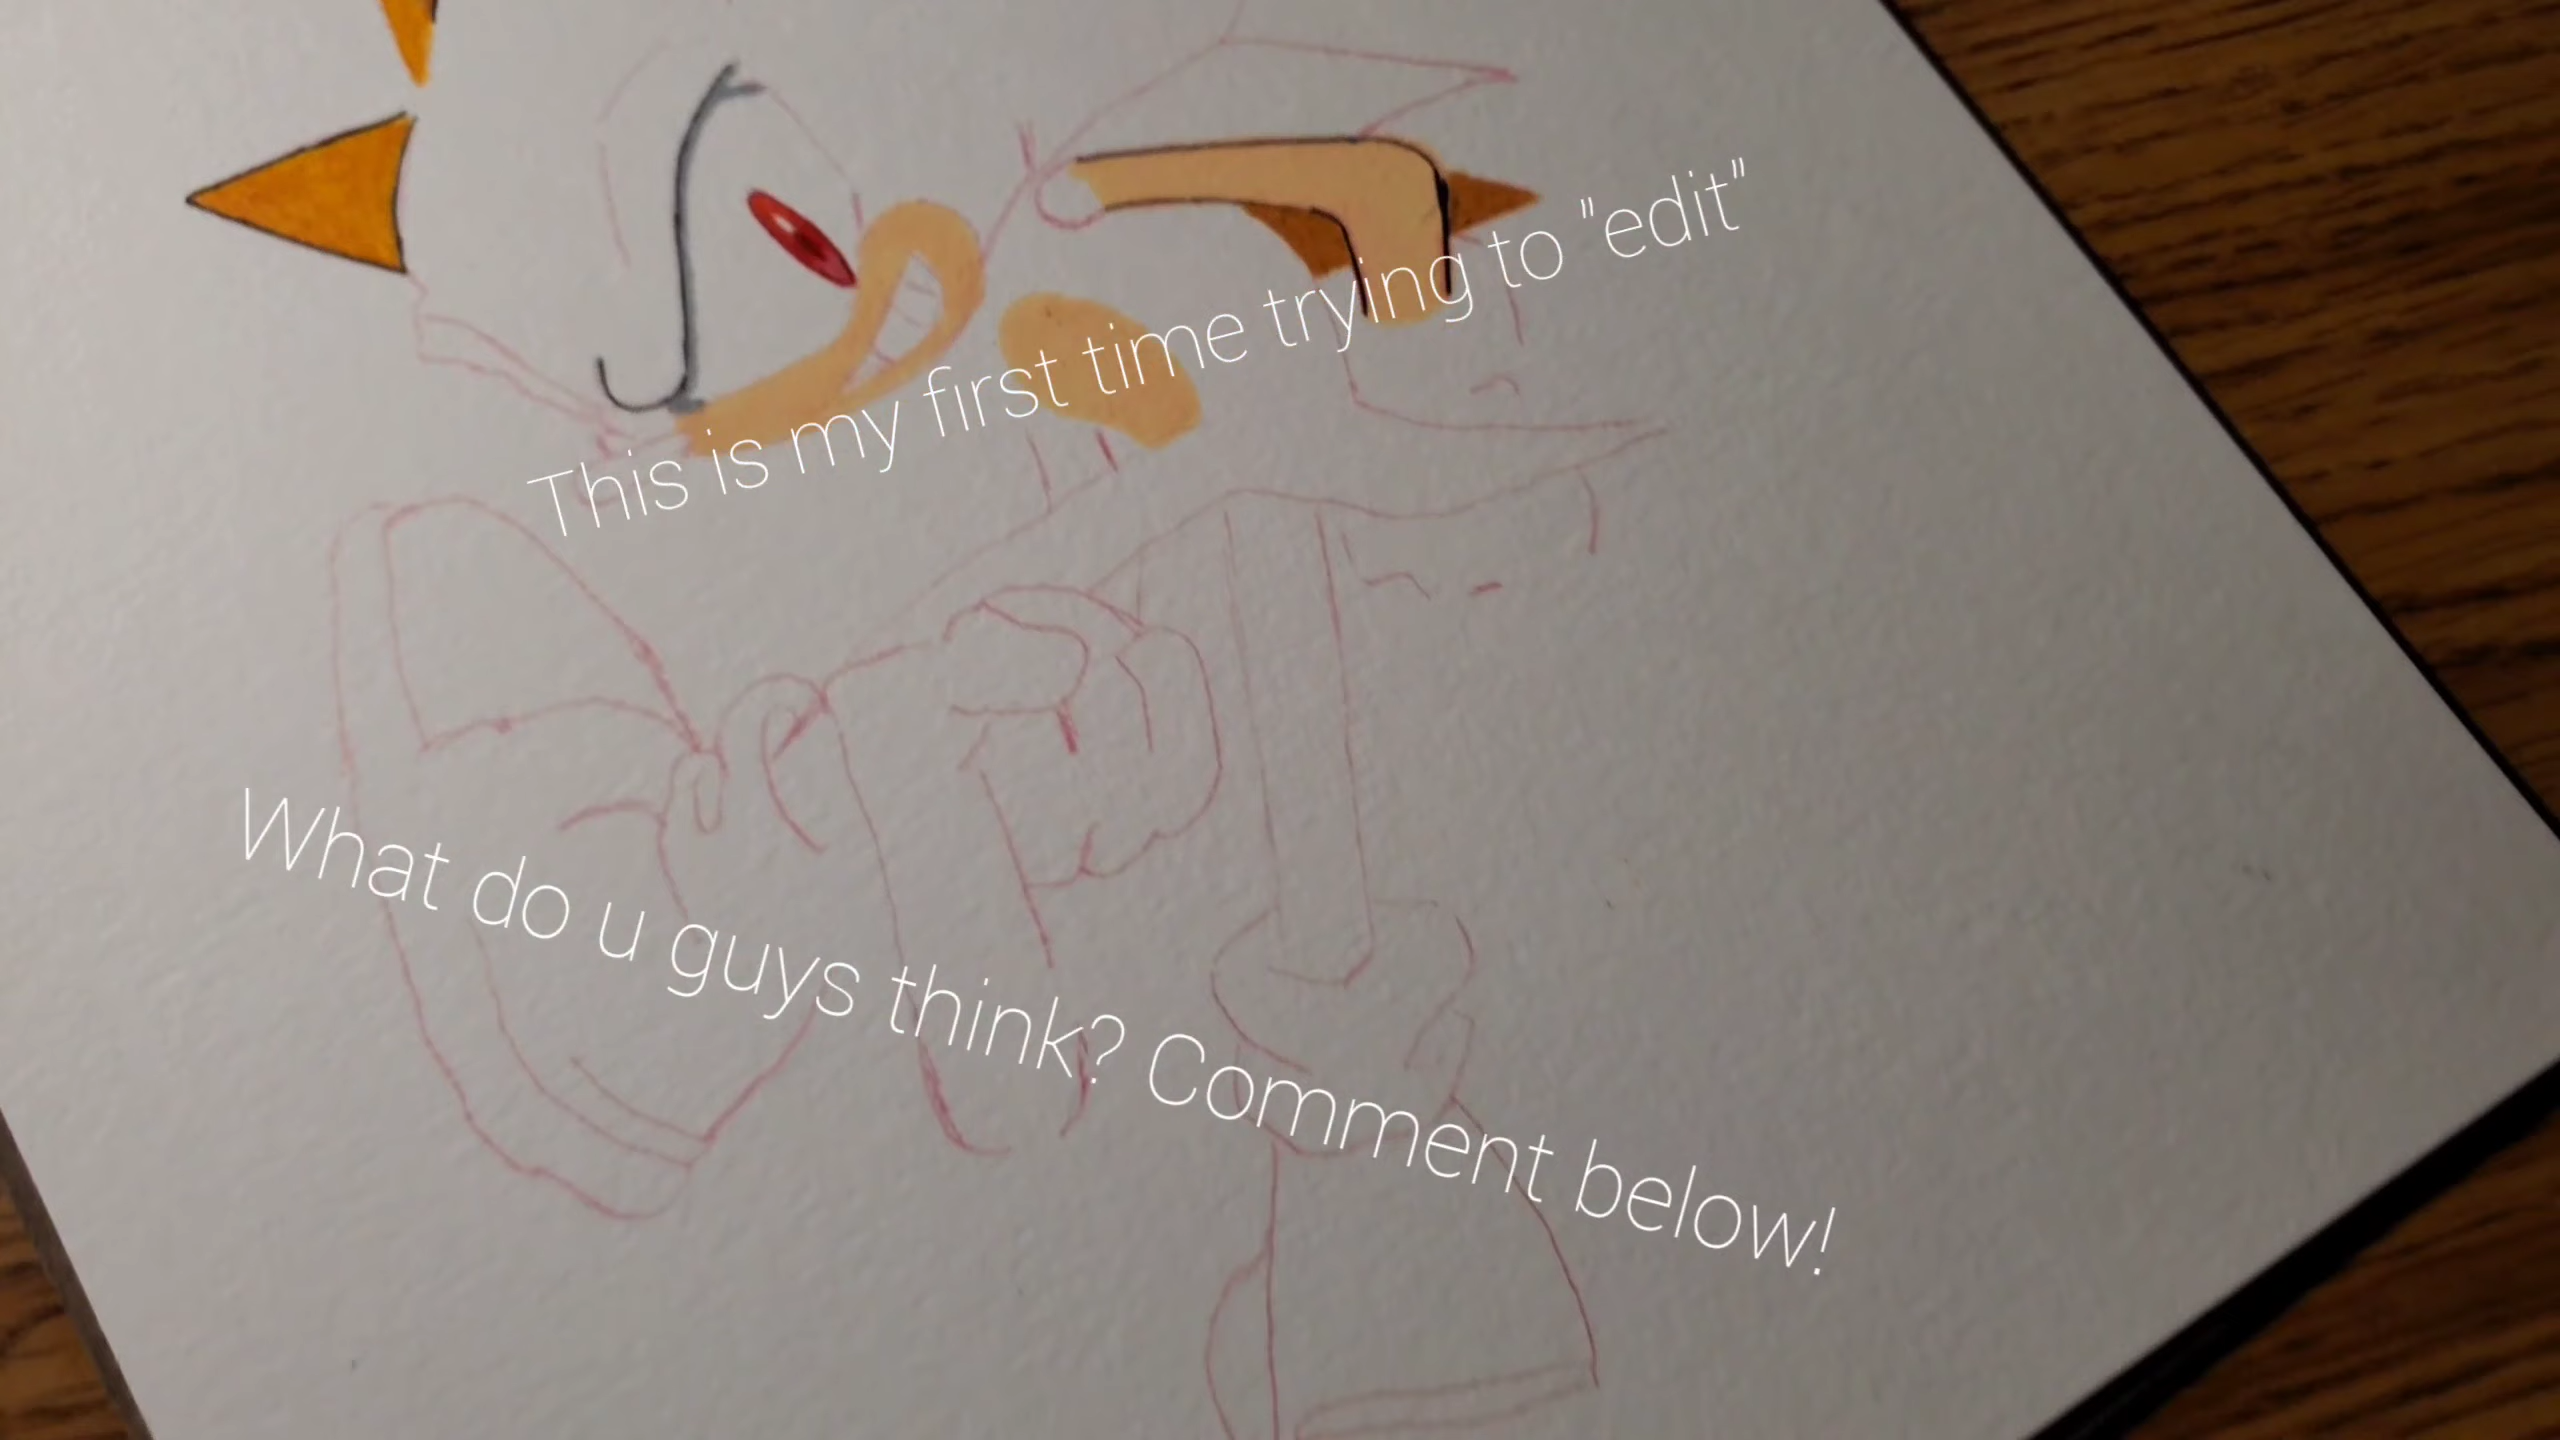 This is my first time trying to "edit"
What do u guys think? Comment below!